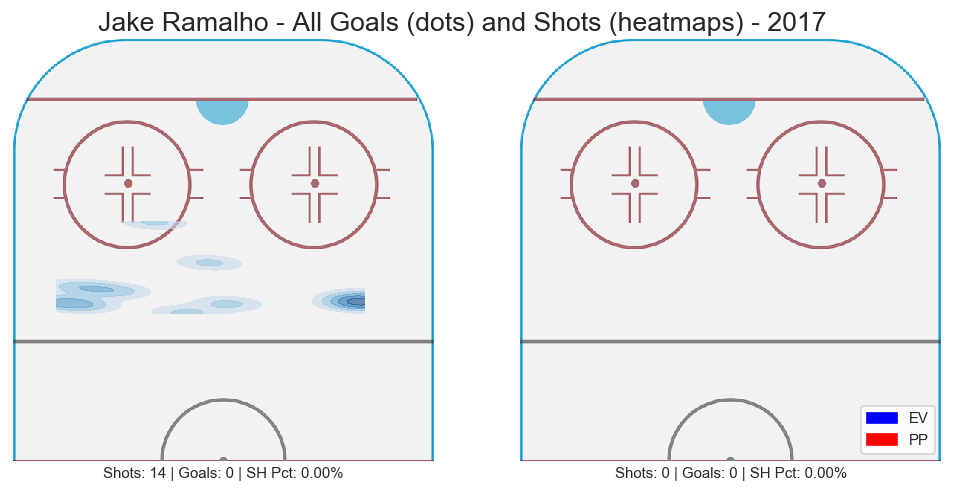 Jake Ramalho - All Goals (dots) and Shots (heatmaps) - 2017
EV
PP
Shots: 14 | Goals: 0 | SH Pct: 0.00%
Shots: 0 | Goals: 0 | SH Pct: 0.00%